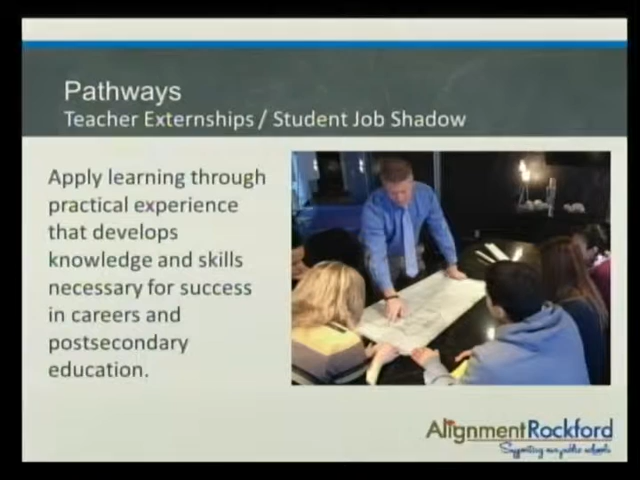 Pathways
Teacher Externships / Student Job Shadow
Apply learning through
practical experience
that develops
knowledge and skills
necessary for success
in careers and
postsecondary
education.
AlignmentRockford
Supporting our public schools